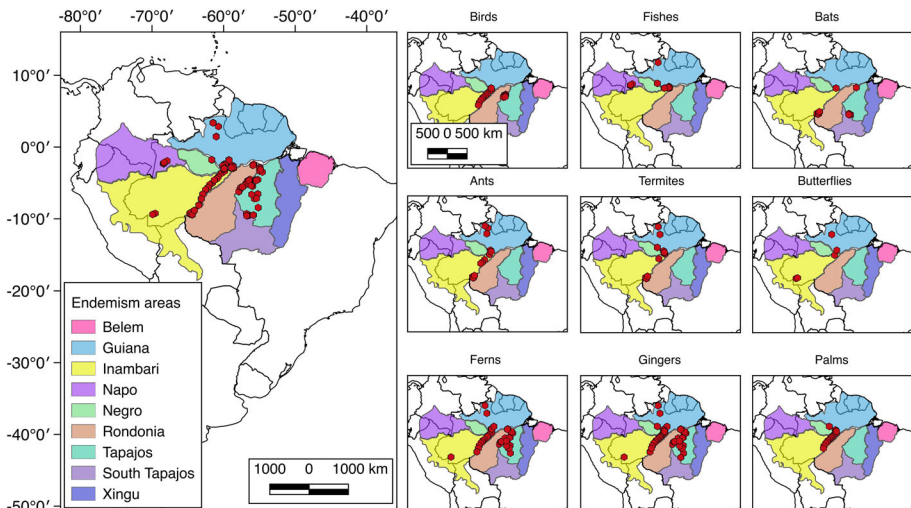 -80°0′ -70°0′ -60°0′ -50°0′ -40°0′
10°0′
0°0′
-10°0′
-20°0′
-30°0′
-40°0′
-50°0′
Endemism areas
Belem
Guiana
Inambari
Napo
Negro
Rondonia
Tapajos
South Tapajos
Xingu
1000 0 1000 km
Birds Fishes Bats
500 0 500 km
Ants Termites Butterflies
Ferns Gingers Palms